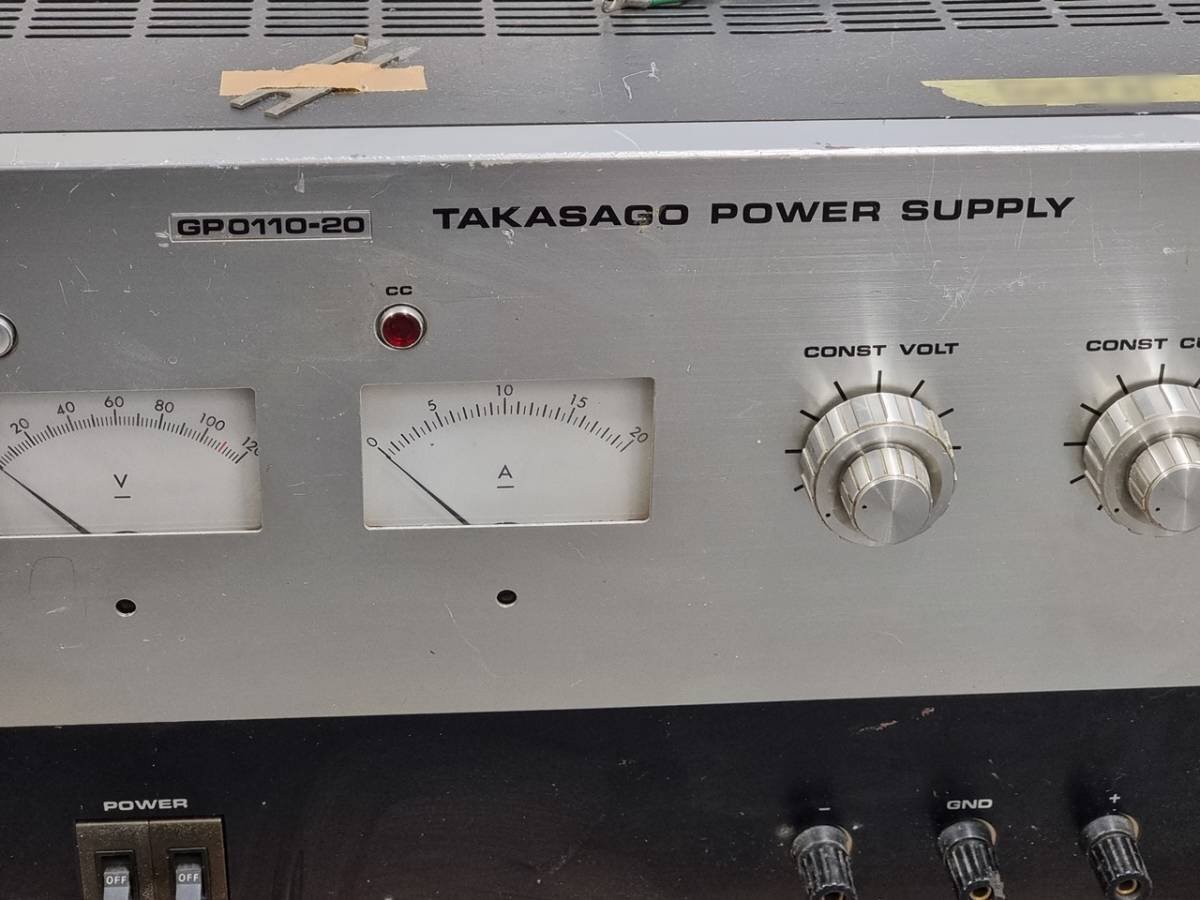 GP0110-20
TAKASAGO POWER SUPPLY
CC
CONST VOLT
CONST
20 40 60 80 100
V
0 5 10 15 20
A
POWER
OFF OFF
−
GND
+